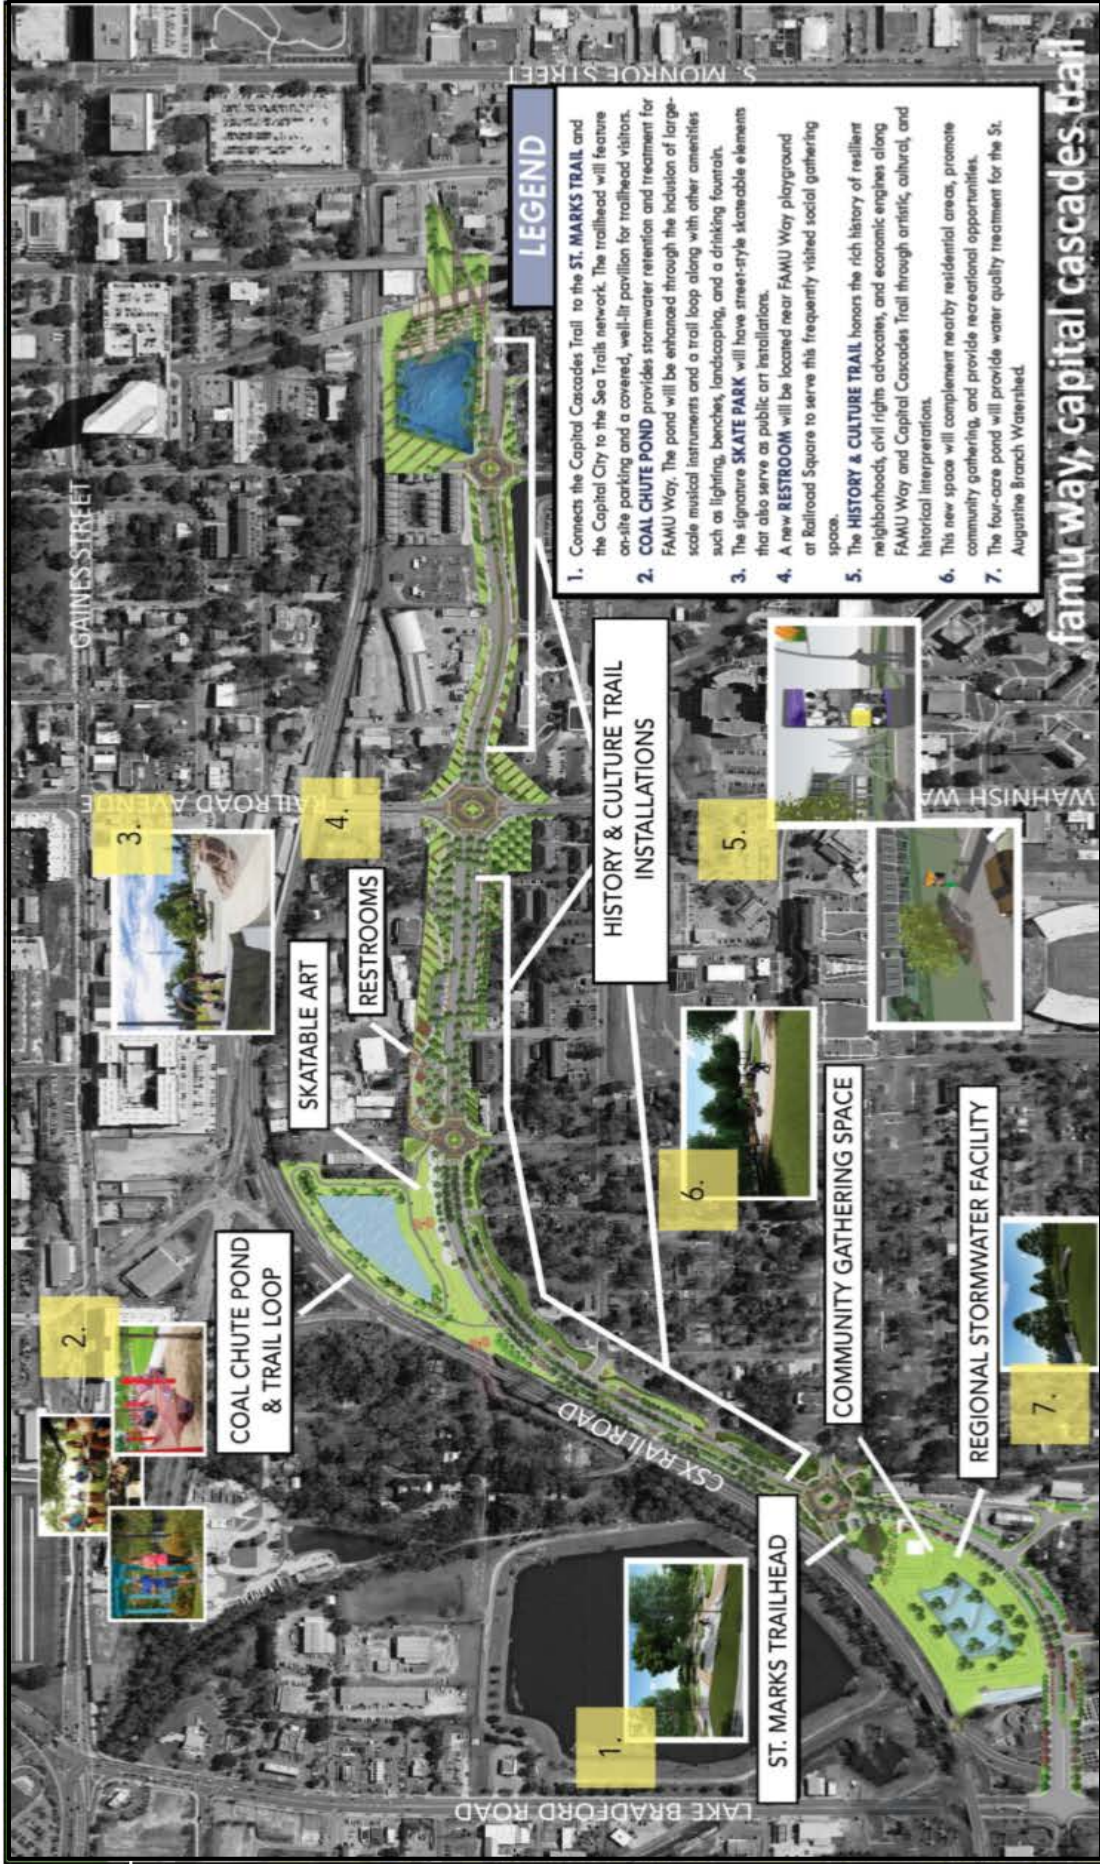 GAINES STREET
S. MONROE STREET
RAILROAD AVENUE
WAHNISH WA
LAKE BRADFORD ROAD
CSX RAILROAD
2.
3.
4.
1.
6.
5.
7.
COAL CHUTE POND
& TRAIL LOOP
SKATABLE ART
RESTROOMS
HISTORY & CULTURE TRAIL
INSTALLATIONS
ST. MARKS TRAILHEAD
COMMUNITY GATHERING SPACE
REGIONAL STORMWATER FACILITY
LEGEND
1. Connects the Capital Cascades Trail to the ST. MARKS TRAIL and
the Capital City to the Sea Trails network. The trailhead will feature
on-site parking and a covered, well-lit pavilion for trailhead visitors.
2. COAL CHUTE POND provides stormwater retention and treatment for
FAMU Way. The pond will be enhanced through the inclusion of large-
scale musical instruments and a trail loop along with other amenities
such as lighting, benches, landscaping, and a drinking fountain.
3. The signature SKATE PARK will have street-style skateable elements
that also serve as public art installations.
4. A new RESTROOM will be located near FAMU Way playground
at Railroad Square to serve this frequently visited social gathering
space.
5. The HISTORY & CULTURE TRAIL honors the rich history of resilient
neighborhoods, civil rights advocates, and economic engines along
FAMU Way and Capital Cascades Trail through artistic, cultural, and
historical interpretations.
6. This new space will complement nearby residential areas, promote
community gathering, and provide recreational opportunities.
7. The four-acre pond will provide water quality treatment for the St.
Augustine Branch Watershed.
famu way, capital cascades trail